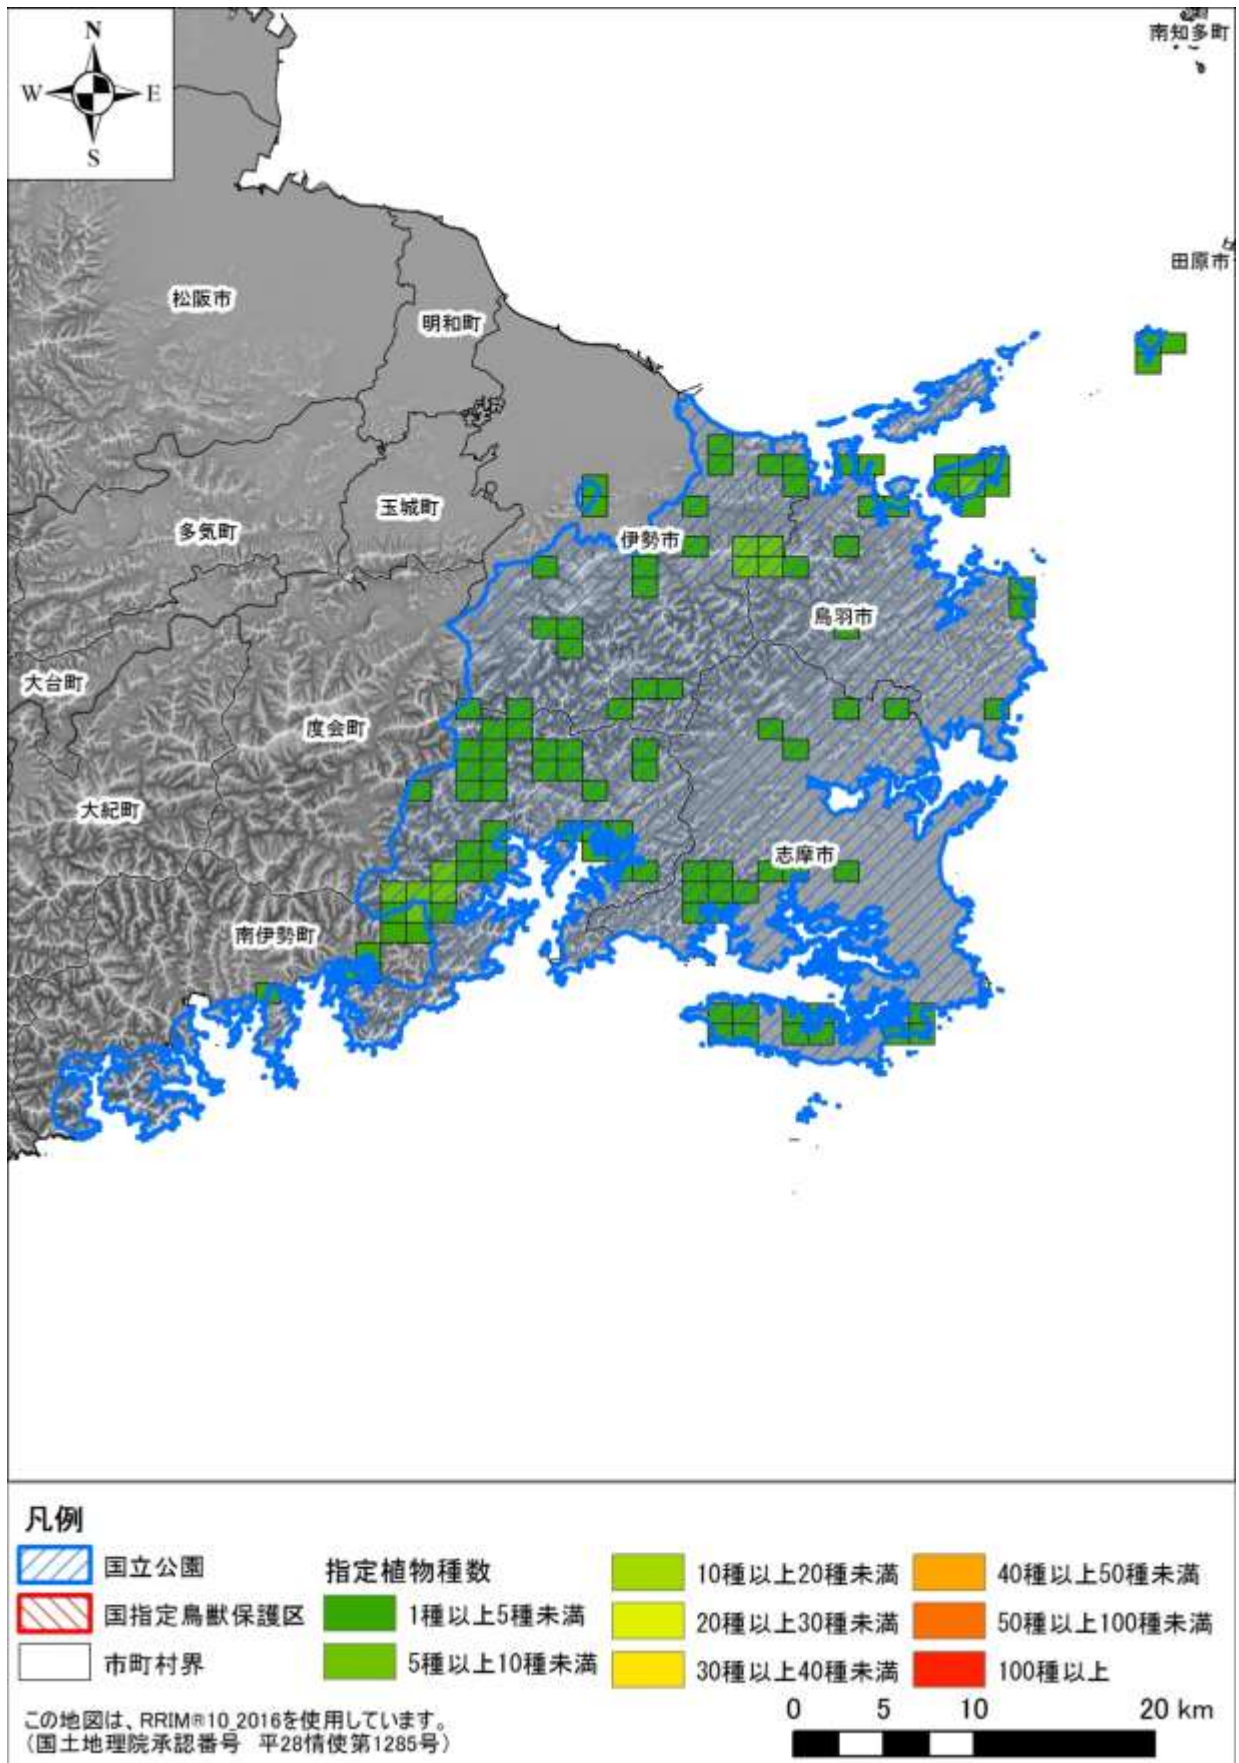 N
W E
S
南知多町
田原市
松阪市
明和町
玉城町
多気町
伊勢市
鳥羽市
大台町
度会町
大紀町
志摩市
南伊勢町
凡例
国立公園
国指定鳥獣保護区
市町村界
指定植物種数
1種以上5種未満
5種以上10種未満
10種以上20種未満
20種以上30種未満
30種以上40種未満
40種以上50種未満
50種以上100種未満
100種以上
0 5 10 20 km
この地図は、RRIM®10_2016を使用しています。
（国土地理院承認番号 平28情使第1285号）